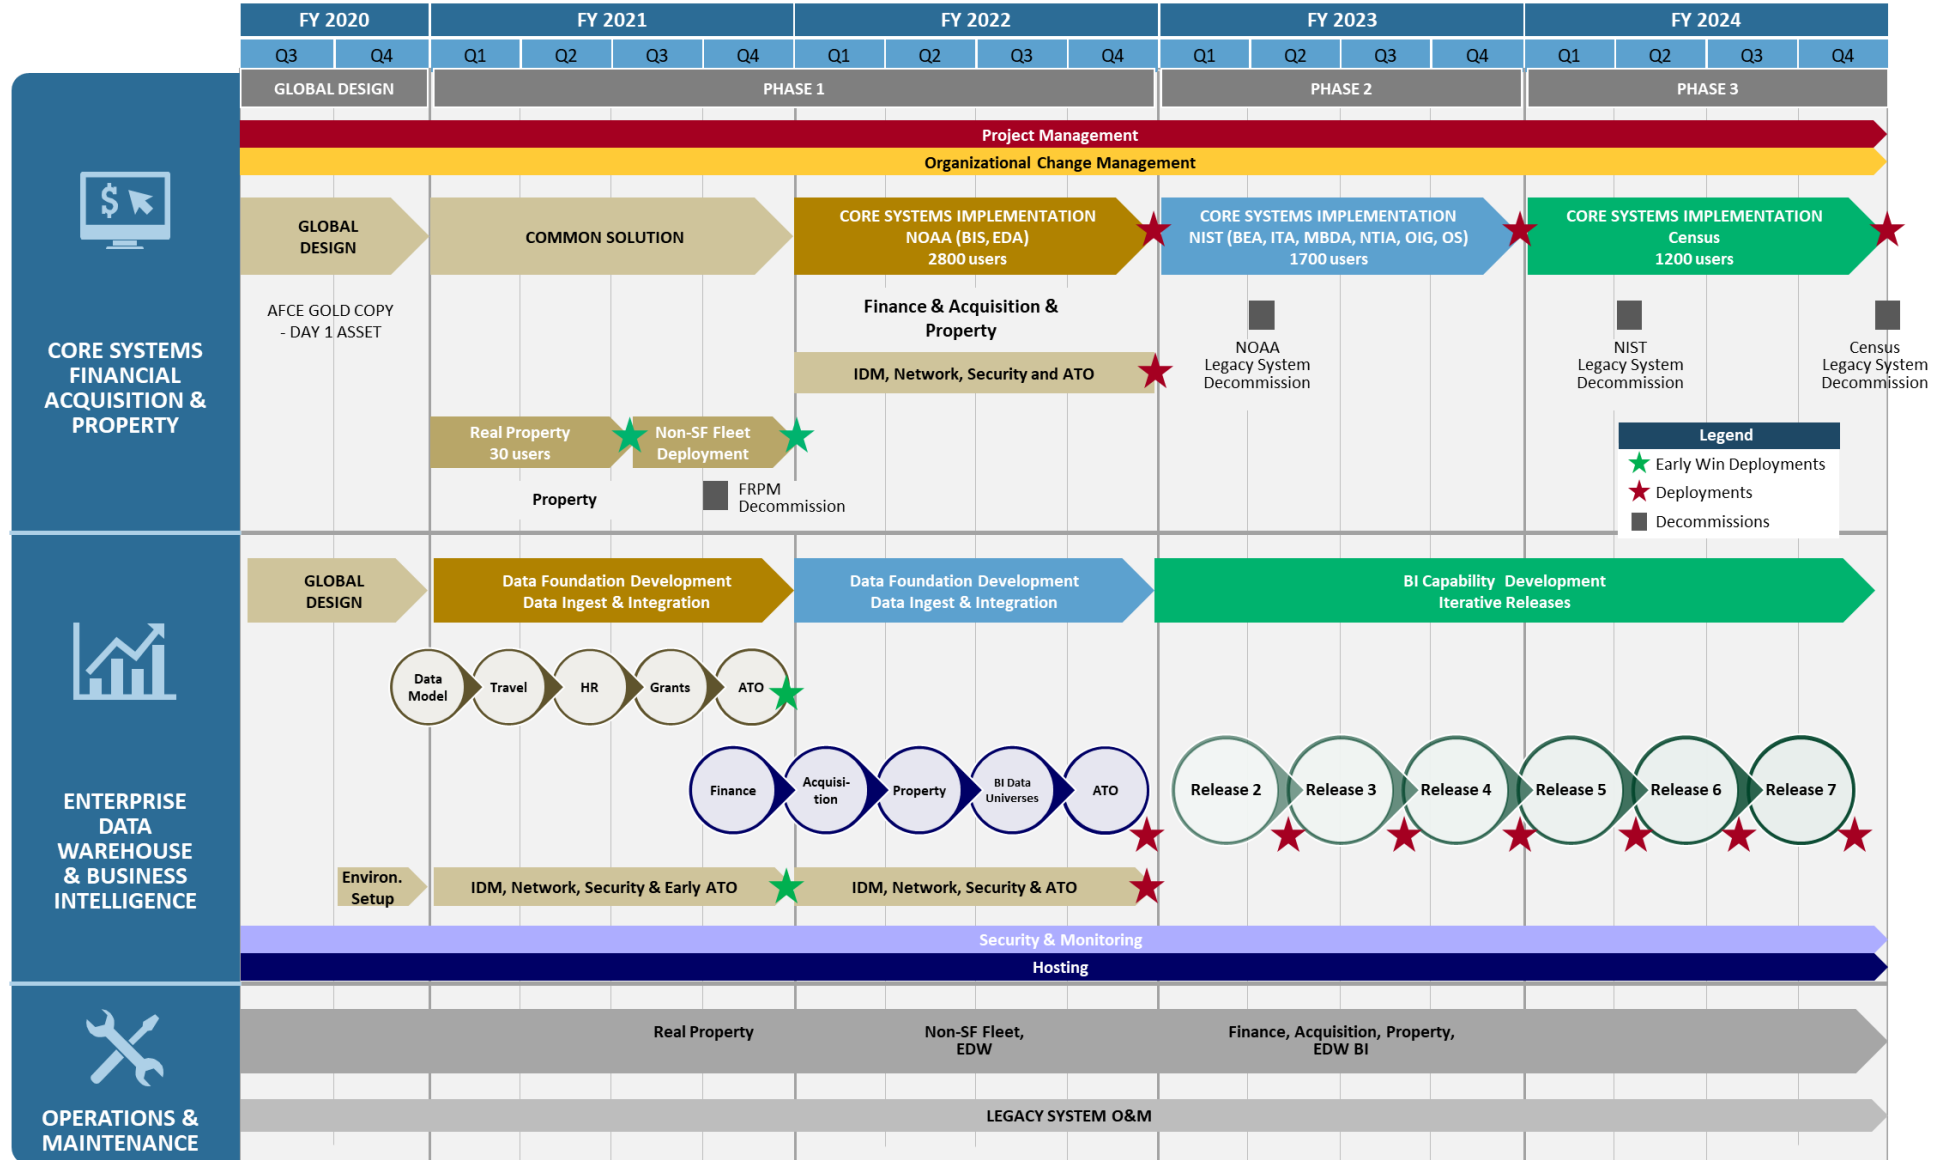 FY 2020 FY 2021 FY 2022 FY 2023 FY 2024
Q3 Q4 Q1 Q2 Q3 Q4 Q1 Q2 Q3 Q4 Q1 Q2 Q3 Q4 Q1 Q2 Q3 Q4
GLOBAL DESIGN PHASE 1 PHASE 2 PHASE 3
Project Management
Organizational Change Management
CORE SYSTEMS
FINANCIAL
ACQUISITION &
PROPERTY
GLOBAL
DESIGN
COMMON SOLUTION
CORE SYSTEMS IMPLEMENTATION
NOAA (BIS, EDA)
2800 users
CORE SYSTEMS IMPLEMENTATION
NIST (BEA, ITA, MBDA, NTIA, OIG, OS)
1700 users
CORE SYSTEMS IMPLEMENTATION
Census
1200 users
AFCE GOLD COPY
- DAY 1 ASSET
Finance & Acquisition &
Property
IDM, Network, Security and ATO
NOAA
Legacy System
Decommission
NIST
Legacy System
Decommission
Census
Legacy System
Decommission
Real Property
30 users
Non-SF Fleet
Deployment
Property
FRPM
Decommission
Legend
Early Win Deployments
Deployments
Decommissions
ENTERPRISE
DATA
WAREHOUSE
& BUSINESS
INTELLIGENCE
GLOBAL
DESIGN
Data Foundation Development
Data Ingest & Integration
Data Foundation Development
Data Ingest & Integration
BI Capability Development
Iterative Releases
Data
Model
Travel
HR
Grants
ATO
Finance
Acquisi-
tion
Property
BI Data
Universes
ATO
Release 2
Release 3
Release 4
Release 5
Release 6
Release 7
Environ.
Setup
IDM, Network, Security & Early ATO
IDM, Network, Security & ATO
Security & Monitoring
Hosting
OPERATIONS &
MAINTENANCE
Real Property
Non-SF Fleet,
EDW
Finance, Acquisition, Property,
EDW BI
LEGACY SYSTEM O&M